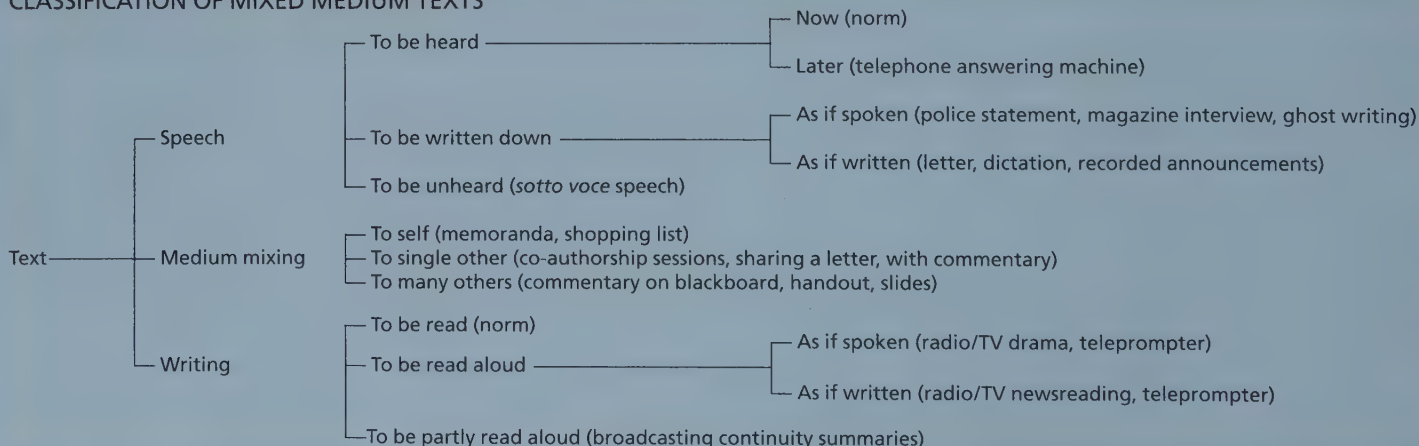 CLASSIFICATION OF MIXED MEDIUM TEXTS
Now (norm)
To be heard
Later (telephone answering machine)
As if spoken (police statement, magazine interview, ghost writing)
Speech
To be written down
As if written (letter, dictation, recorded announcements)
To be unheard (sotto voce speech)
To self (memoranda, shopping list)
Text
Medium mixing
To single other (co-authorship sessions, sharing a letter, with commentary)
To many others (commentary on blackboard, handout, slides)
To be read (norm)
As if spoken (radio/TV drama, teleprompter)
Writing
To be read aloud
As if written (radio/TV newsreading, teleprompter)
To be partly read aloud (broadcasting continuity summaries)